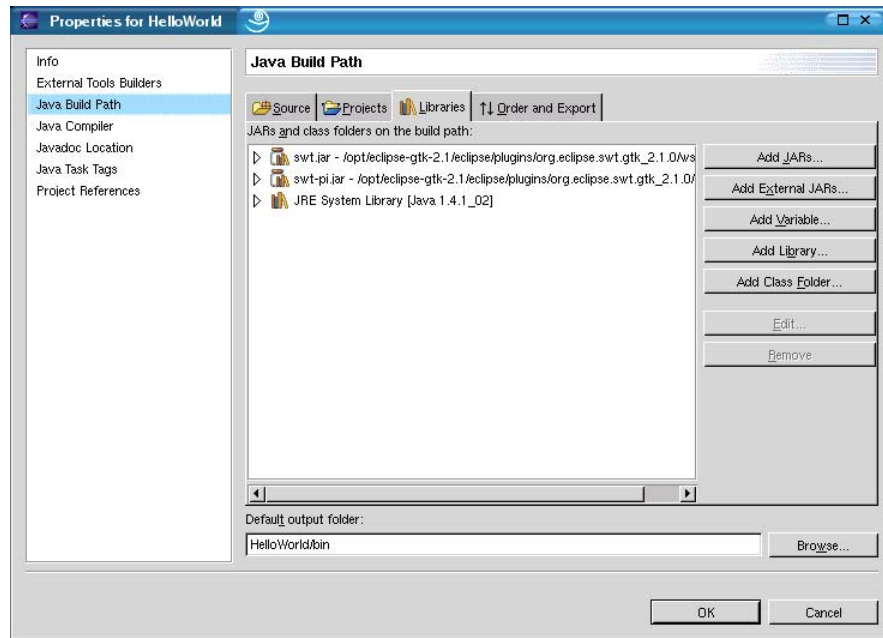 Properties for HelloWorld
Info
External Tools Builders
Java Build Path
Java Compiler
Javadoc Location
Java Task Tags
Project References
Java Build Path
Source
Projects
Libraries
Order and Export
JARs and class folders on the build path:
swt.jar - /opt/eclipse-gtk-2.1/eclipse/plugins/org.eclipse.swt.gtk_2.1.0/ws
swt-pi.jar - /opt/eclipse-gtk-2.1/eclipse/plugins/org.eclipse.swt.gtk_2.1.0/
JRE System Library [Java 1.4.1_02]
Add JARs...
Add External JARs...
Add Variable...
Add Library...
Add Class Folder...
Edit...
Remove
Default output folder:
HelloWorld/bin
Browse...
OK
Cancel